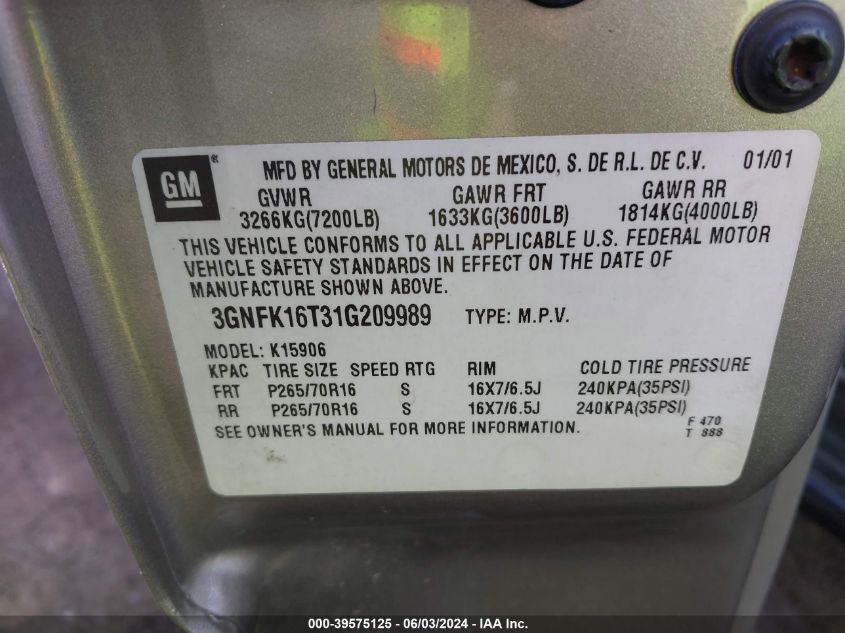 GM ® MFD BY GENERAL MOTORS DE MEXICO, S. DE R.L. DE C.V. 01/01
GVWR GAWR FRT GAWR RR
3266KG(7200LB) 1633KG(3600LB) 1814KG(4000LB)
THIS VEHICLE CONFORMS TO ALL APPLICABLE U.S. FEDERAL MOTOR
VEHICLE SAFETY STANDARDS IN EFFECT ON THE DATE OF
MANUFACTURE SHOWN ABOVE.
3GNFK16T31G209989 TYPE: M.P.V.
MODEL: K15906
KPAC TIRE SIZE SPEED RTG RIM COLD TIRE PRESSURE
FRT P265/70R16 S 16X7/6.5J 240KPA(35PSI)
RR P265/70R16 S 16X7/6.5J 240KPA(35PSI)
SEE OWNER'S MANUAL FOR MORE INFORMATION.
F 470
T 888
000-39575125 - 06/03/2024 - IAA Inc.